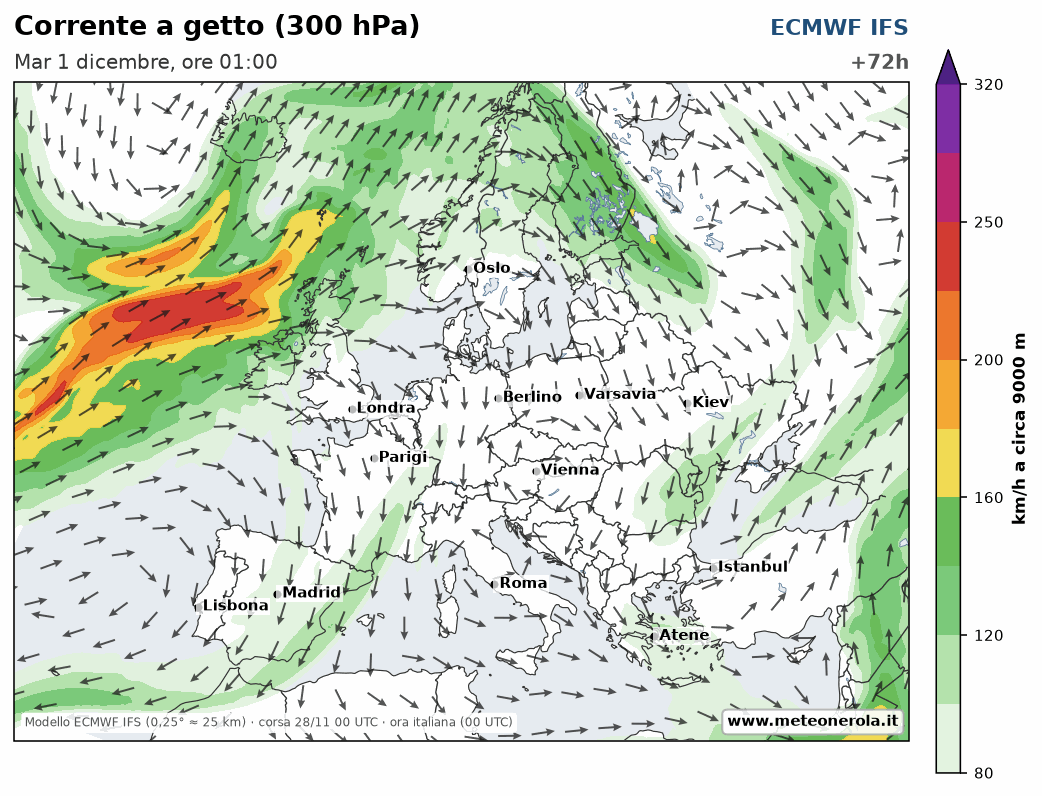 Corrente a getto (300 hPa)
ECMWF IFS
Mar 1 dicembre, ore 01:00
+72h
320
250
200
160
120
80
km/h a circa 9000 m
Oslo
Berlino
Varsavia
Kiev
Londra
Parigi
Vienna
Istanbul
Roma
Madrid
Lisbona
Atene
Modello ECMWF IFS (0,25° ≈ 25 km) · corsa 28/11 00 UTC · ora italiana (00 UTC)
www.meteonerola.it